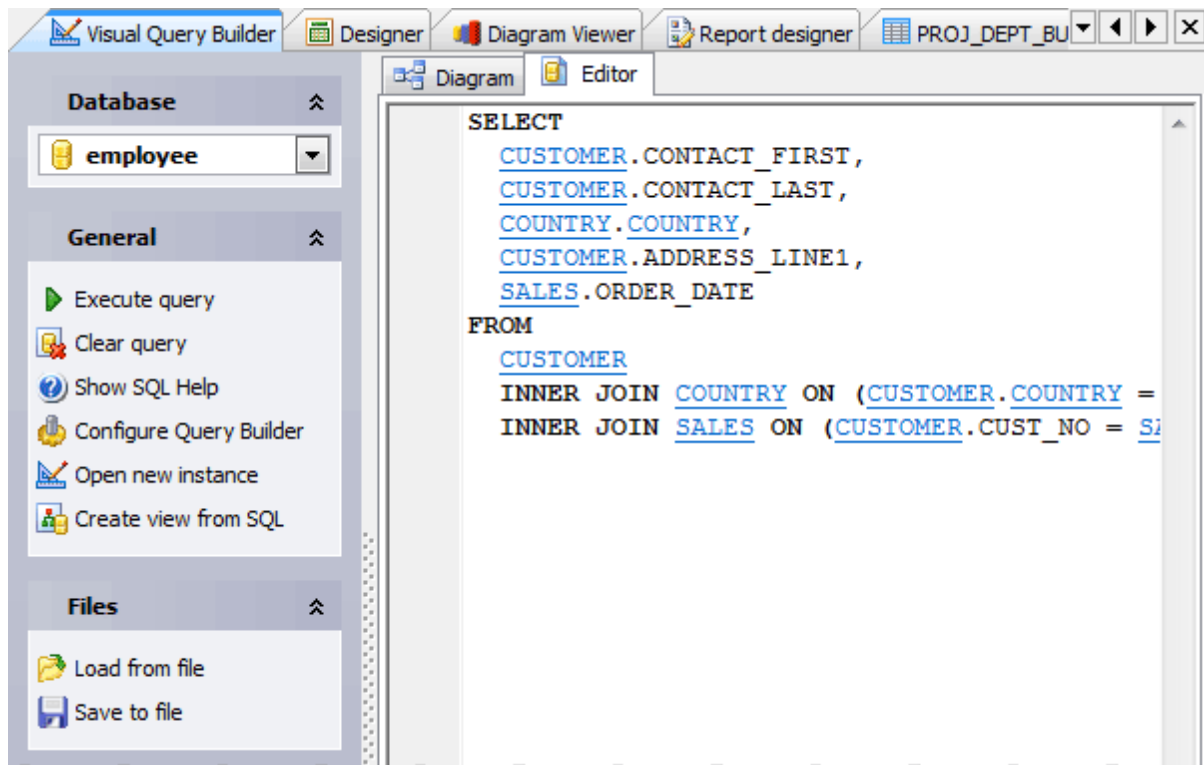 Visual Query Builder Designer Diagram Viewer Report designer PROJ_DEPT_BU
Diagram Editor
Database
employee
General
Execute query
Clear query
Show SQL Help
Configure Query Builder
Open new instance
Create view from SQL
Files
Load from file
Save to file
SELECT
CUSTOMER.CONTACT_FIRST,
CUSTOMER.CONTACT_LAST,
COUNTRY.COUNTRY,
CUSTOMER.ADDRESS_LINE1,
SALES.ORDER_DATE
FROM
CUSTOMER
INNER JOIN COUNTRY ON (CUSTOMER.COUNTRY =
INNER JOIN SALES ON (CUSTOMER.CUST_NO =